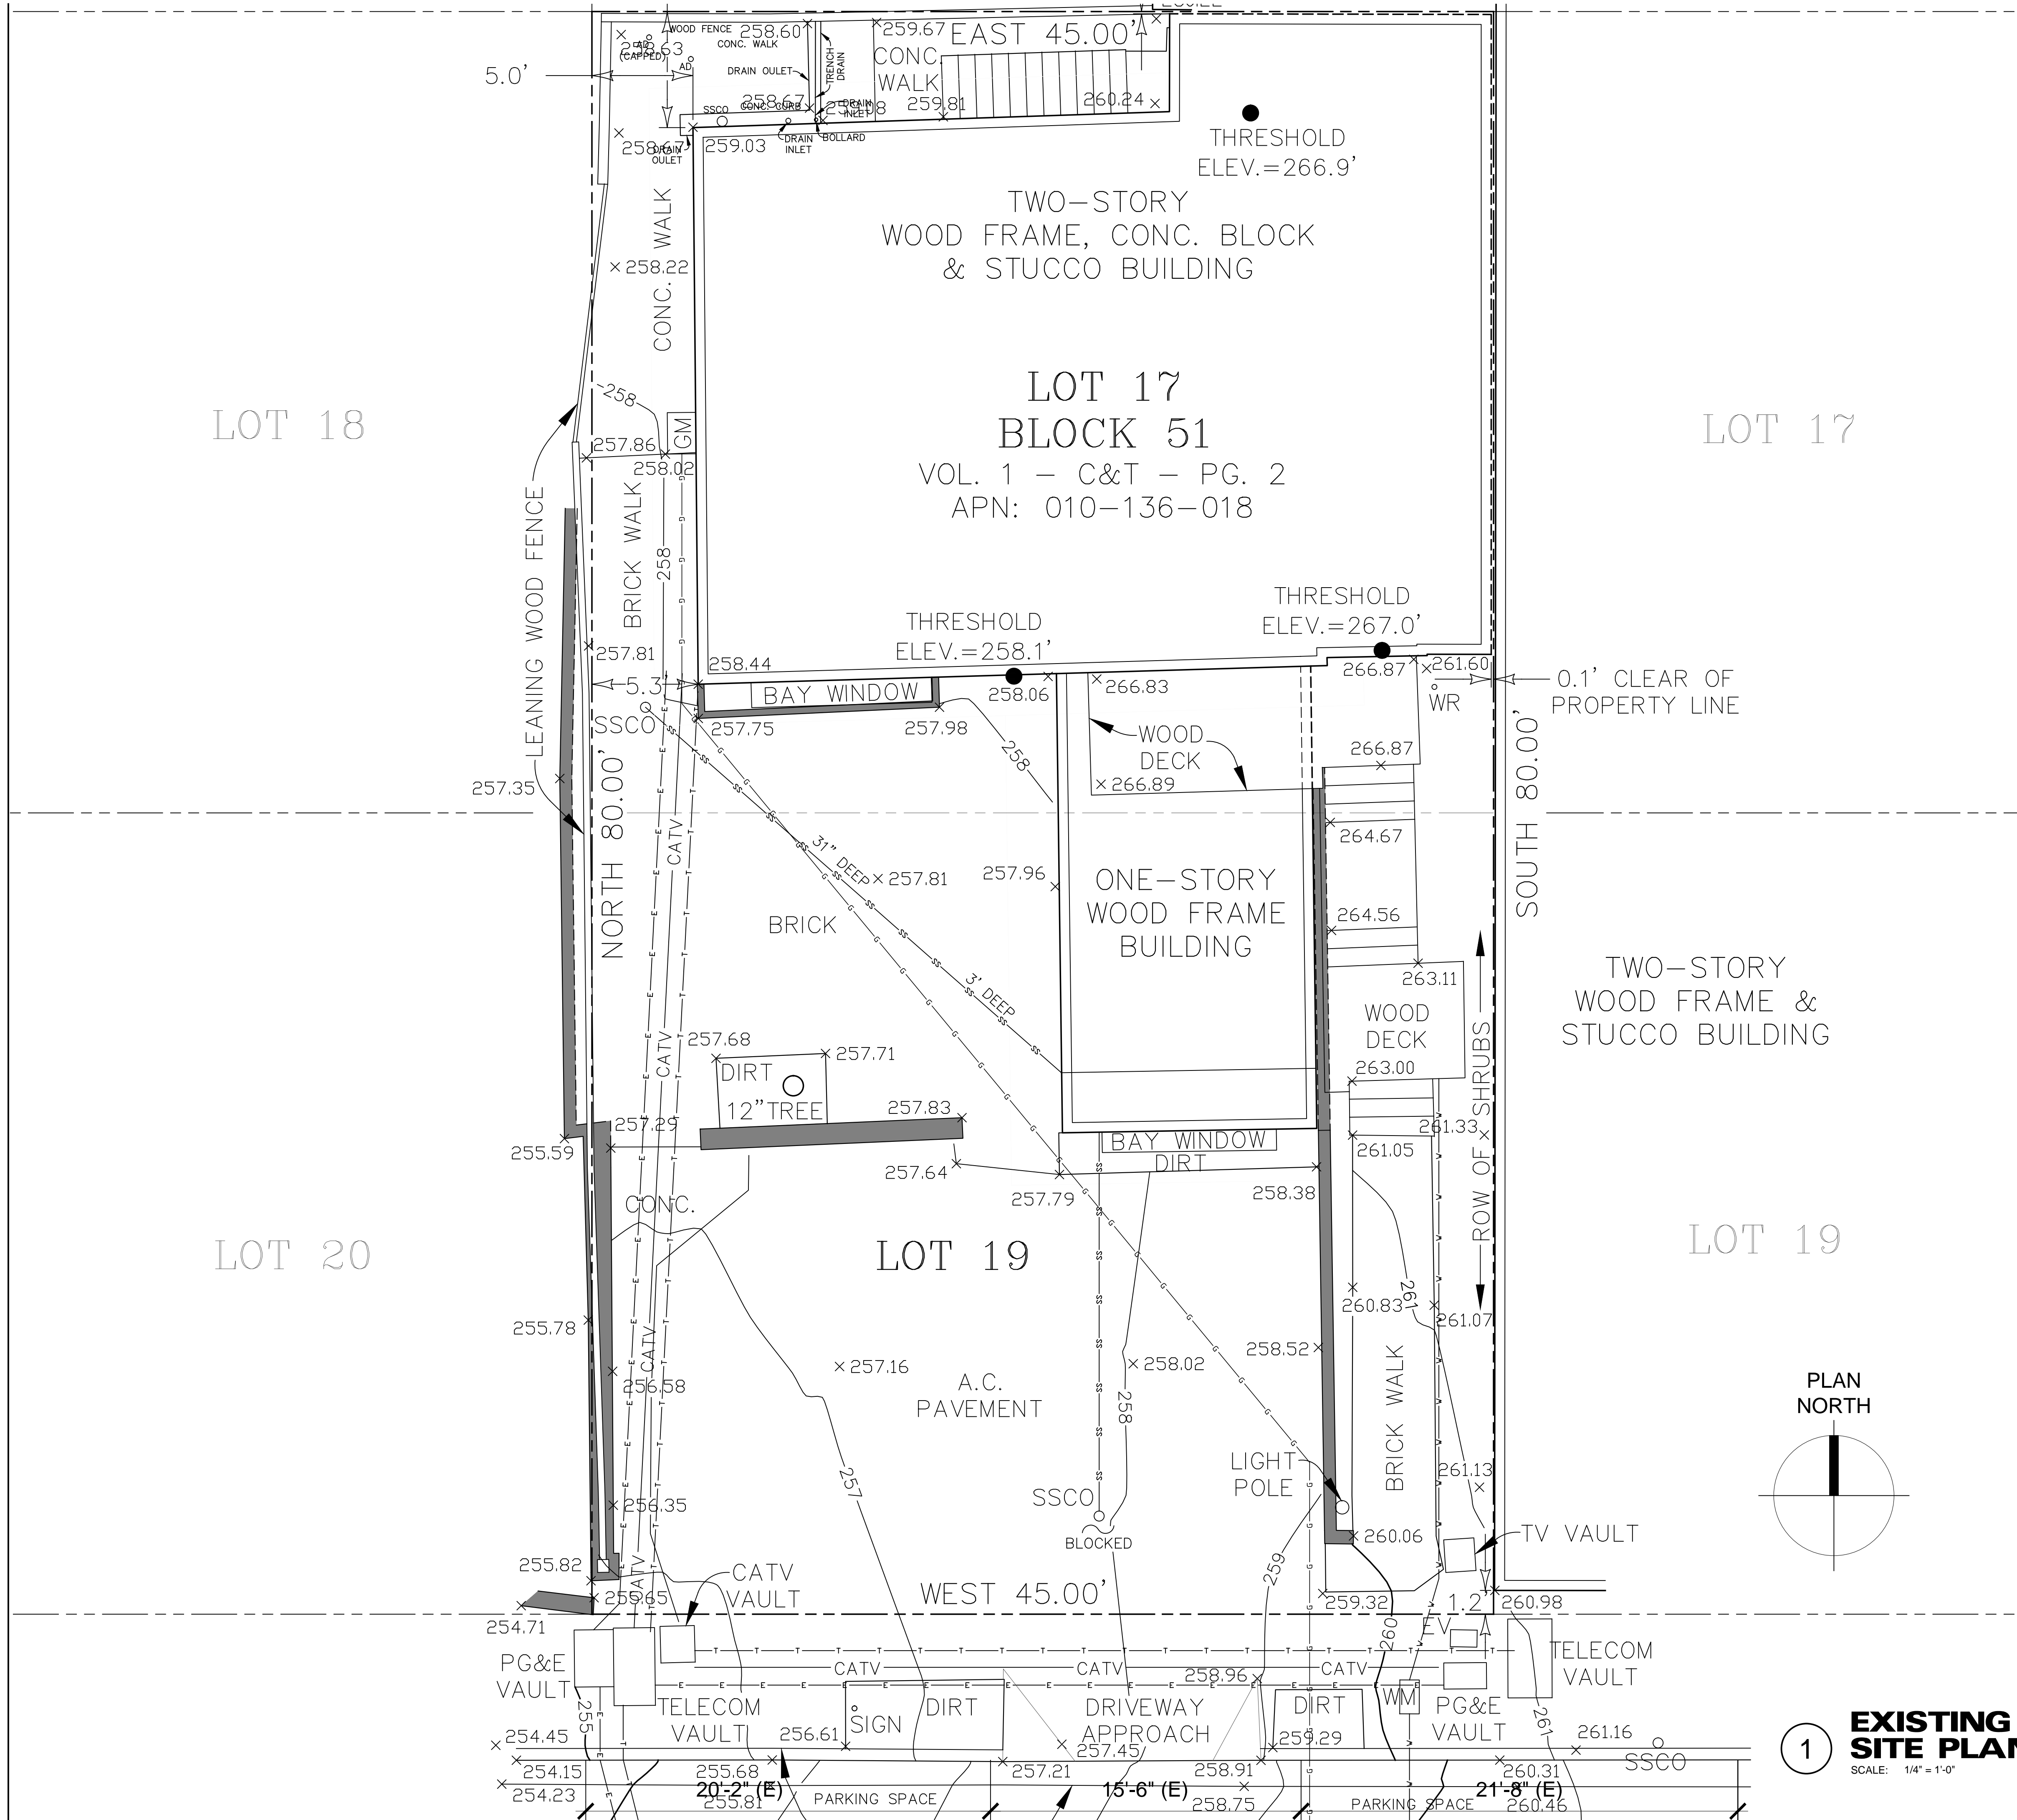 WOOD FENCE
258.60
259.67
EAST 45.00'
258.63
AD
(CAPPED)
CONC. WALK
CONC.
WALK
5.0'
AD
DRAIN OULET
TRENCH
DRAIN
258.67
CONC. CURB
SSCO
DRAIN
INLET
259.81
260.24
258.67
DRAIN
OULET
259.03
DRAIN
INLET
BOLLARD
THRESHOLD
ELEV.=266.9'
TWO-STORY
WOOD FRAME, CONC. BLOCK
& STUCCO BUILDING
CONC. WALK
258.22
LOT 17
BLOCK 51
VOL. 1 - C&T - PG. 2
APN: 010-136-018
LOT 18
LOT 17
258
GM
257.86
258.02
LEANING WOOD FENCE
BRICK WALK
258
257.81
258.44
THRESHOLD
ELEV.=258.1'
THRESHOLD
ELEV.=267.0'
5.3'
BAY WINDOW
258.06
266.83
266.87
261.60
WR
0.1' CLEAR OF
PROPERTY LINE
SSCO
257.75
257.98
258
WOOD
DECK
266.87
266.89
257.35
NORTH 80.00'
SOUTH 80.00'
CATV
31" DEEP
257.81
257.96
264.67
BRICK
ONE-STORY
WOOD FRAME
BUILDING
264.56
263.11
3' DEEP
WOOD
DECK
TWO-STORY
WOOD FRAME &
STUCCO BUILDING
CATV
257.68
257.71
DIRT
12"TREE
263.00
ROW OF SHRUBS
257.29
257.83
255.59
257.64
BAY WINDOW
DIRT
261.05
261.33
257.79
258.38
CONC.
LOT 20
LOT 19
LOT 19
260.83
261
261.07
255.78
CATV
257.16
258.02
258.52
256.58
A.C.
PAVEMENT
258
BRICK WALK
PLAN
NORTH
257
LIGHT
POLE
261.13
256.35
SSCO
BLOCKED
260.06
TV VAULT
255.82
CATV
CATV
VAULT
259
255.65
WEST 45.00'
259.32
1.2'
260.98
254.71
EV
260
PG&E
VAULT
CATV
CATV
CATV
TELECOM
VAULT
258.96
255
TELECOM
VAULT
SIGN
DIRT
DRIVEWAY
APPROACH
DIRT
WM
PG&E
VAULT
261
254.45
256.61
257.45
259.29
261.16
SSCO
254.15
255.68
257.21
258.91
260.31
254.23
20'-2" (E)
255.81
PARKING SPACE
15'-6" (E)
258.75
PARKING SPACE
21'-8" (E)
260.46
1
EXISTING
SITE PLAN
SCALE: 1/4" = 1'-0"